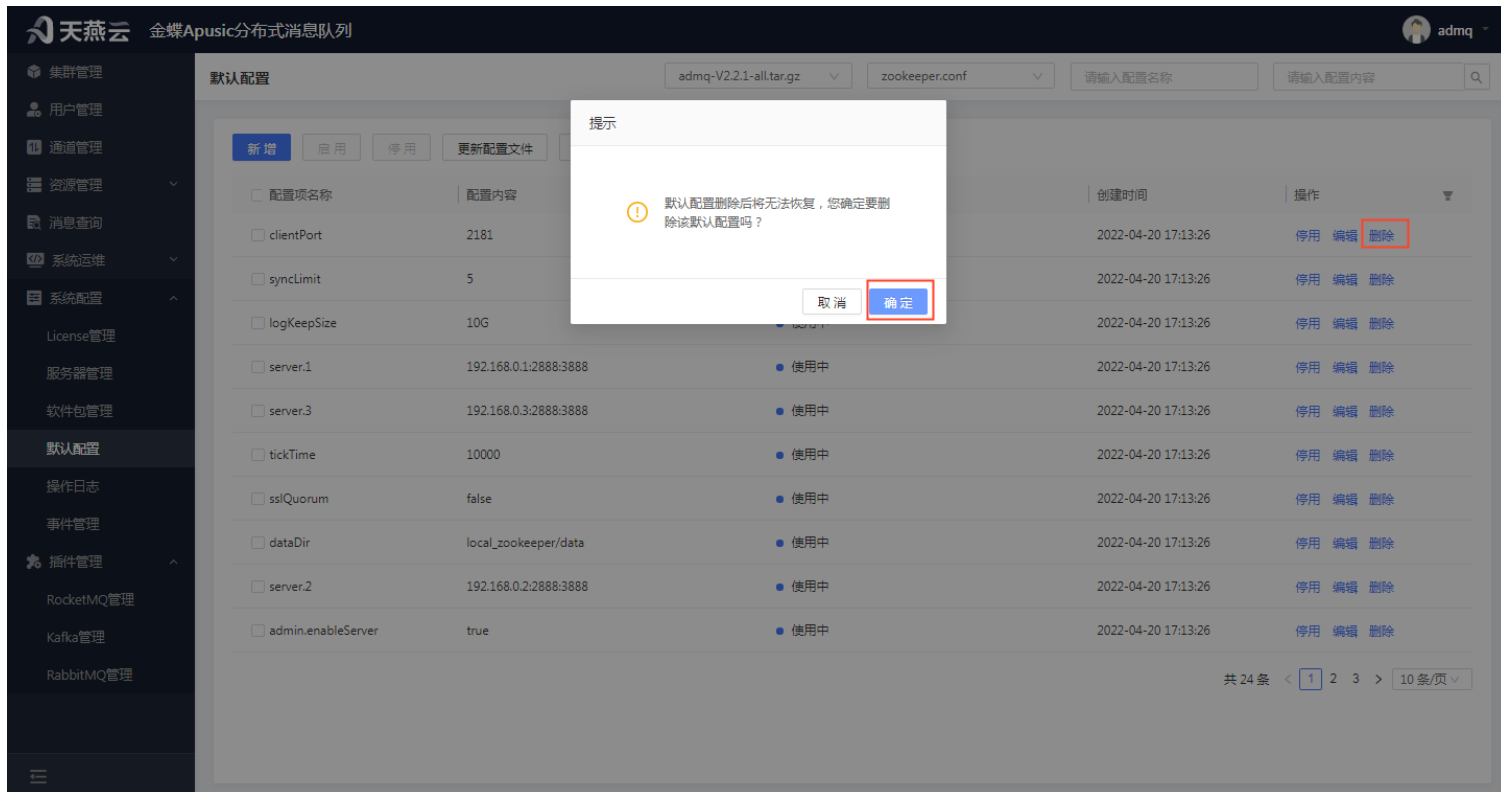 天燕云 金蝶Apusic分布式消息队列 admq
集群管理
用户管理
通道管理
资源管理
消息查询
系统运维
系统配置
License管理
服务器管理
软件包管理
默认配置
操作日志
事件管理
插件管理
RocketMQ管理
Kafka管理
RabbitMQ管理
默认配置 admq-V2.2.1-all.tar.gz zookeeper.conf 请输入配置名称 请输入配置内容
新增 启用 停用 更新配置文件
提示
默认配置删除后将无法恢复，您确定要删
除该默认配置吗？
取消 确定
配置项名称 配置内容 创建时间 操作
clientPort 2181 2022-04-20 17:13:26 停用 编辑 删除
syncLimit 5 2022-04-20 17:13:26 停用 编辑 删除
logKeepSize 10G 使用中 2022-04-20 17:13:26 停用 编辑 删除
server.1 192.168.0.1:2888:3888 使用中 2022-04-20 17:13:26 停用 编辑 删除
server.3 192.168.0.3:2888:3888 使用中 2022-04-20 17:13:26 停用 编辑 删除
tickTime 10000 使用中 2022-04-20 17:13:26 停用 编辑 删除
sslQuorum false 使用中 2022-04-20 17:13:26 停用 编辑 删除
dataDir local_zookeeper/data 使用中 2022-04-20 17:13:26 停用 编辑 删除
server.2 192.168.0.2:2888:3888 使用中 2022-04-20 17:13:26 停用 编辑 删除
admin.enableServer true 使用中 2022-04-20 17:13:26 停用 编辑 删除
共 24 条 < 1 2 3 > 10 条/页